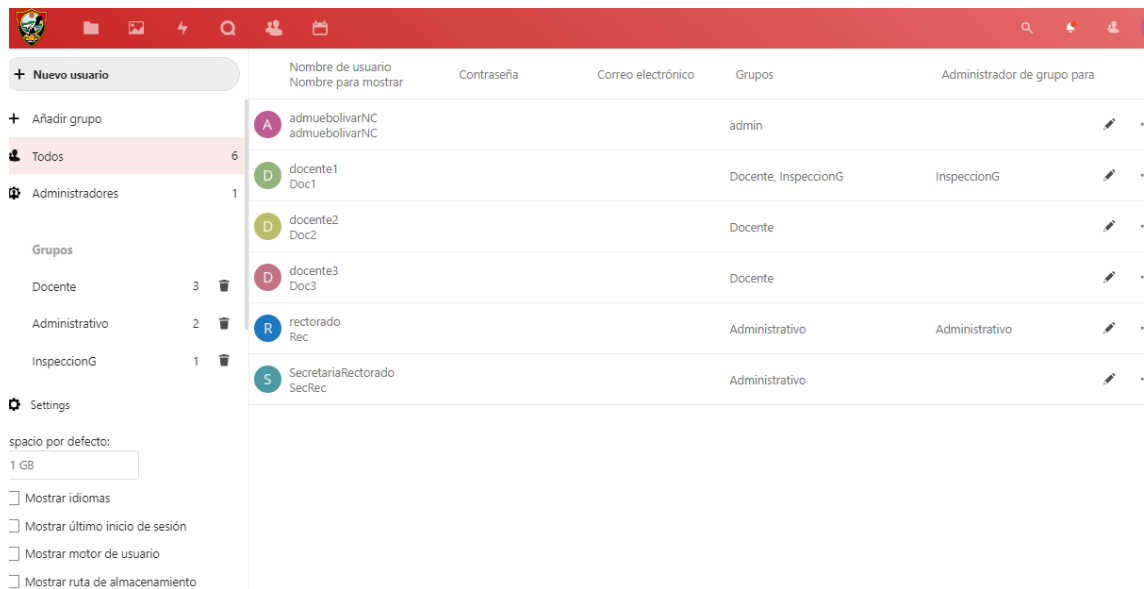 + Nuevo usuario
+ Añadir grupo
Todos 6
Administradores 1
Grupos
Docente 3
Administrativo 2
InspeccionG 1
Settings
spacio por defecto:
1 GB
Mostrar idiomas
Mostrar último inicio de sesión
Mostrar motor de usuario
Mostrar ruta de almacenamiento
Nombre de usuario
Nombre para mostrar
Contraseña
Correo electrónico
Grupos
Administrador de grupo para
A admuebolivarNC
admuebolivarNC
admin
D docente1
Doc1
Docente, InspeccionG
InspeccionG
D docente2
Doc2
Docente
D docente3
Doc3
Docente
R rectorado
Rec
Administrativo
Administrativo
S SecretariaRectorado
SecRec
Administrativo